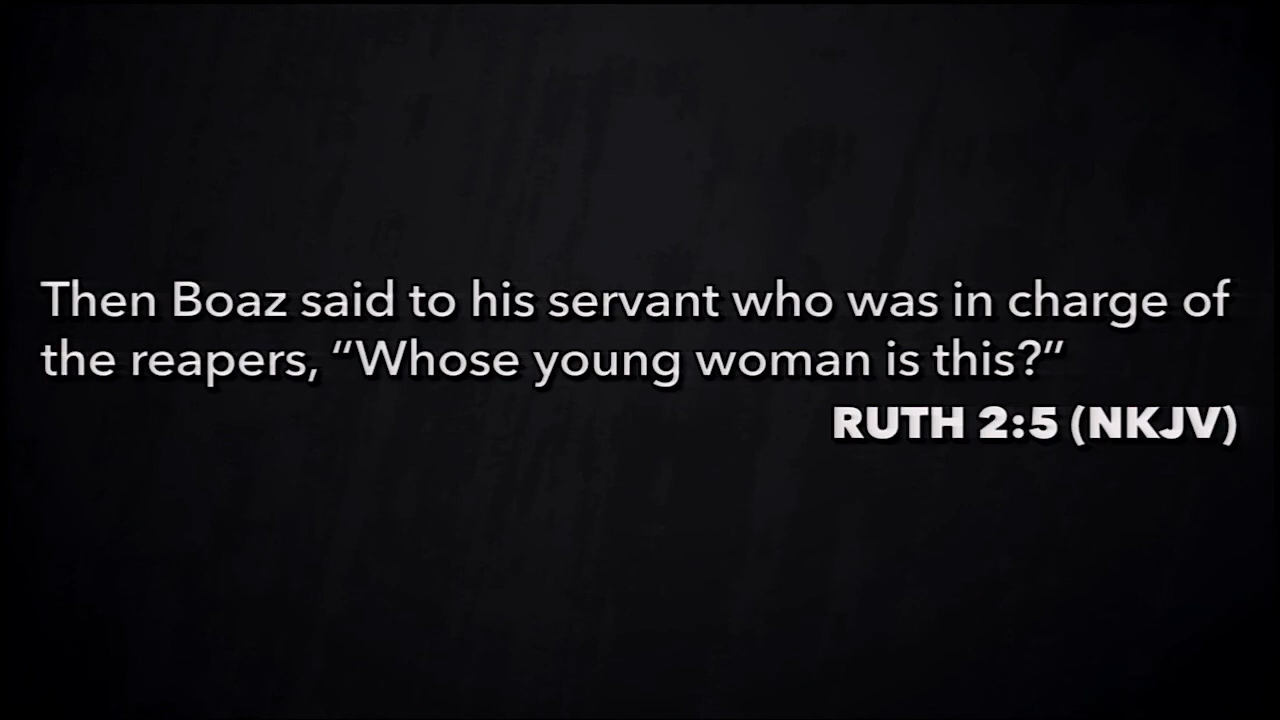 Then Boaz said to his servant who was in charge of
the reapers, “Whose young woman is this?”
RUTH 2:5 (NKJV)